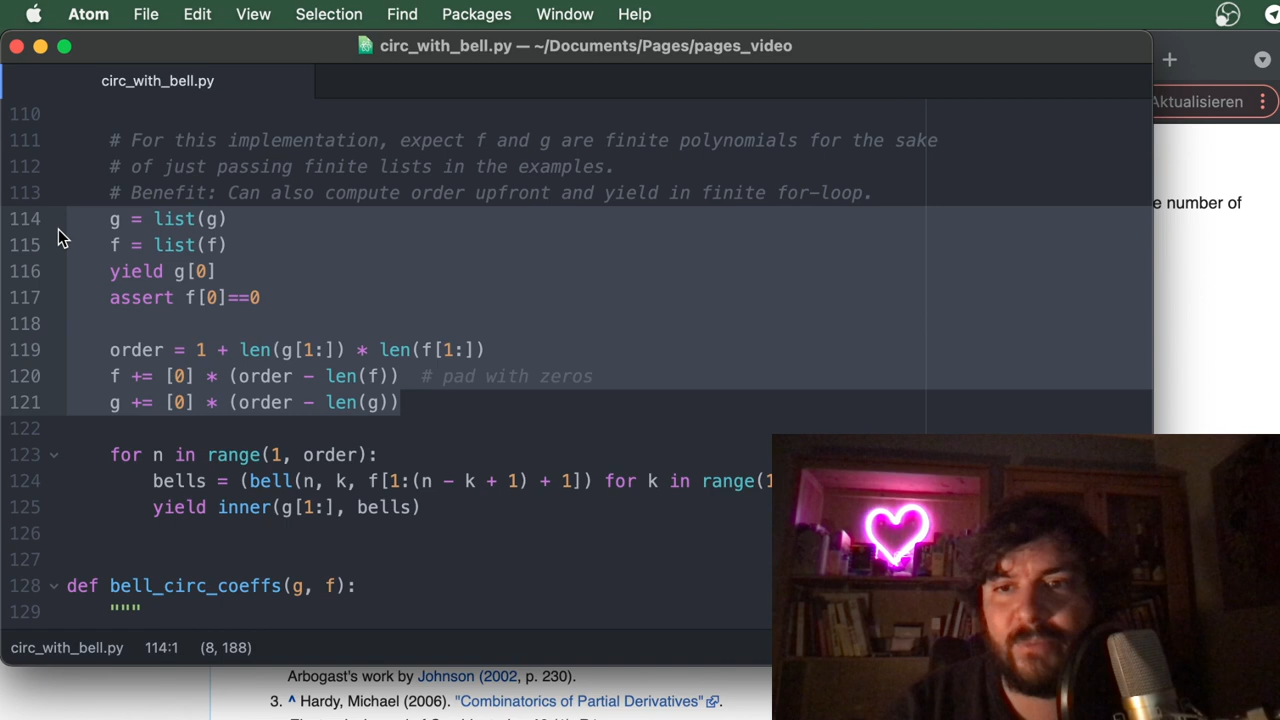 Atom File Edit View Selection Find Packages Window Help
circ_with_bell.py — ~/Documents/Pages/pages_video
circ_with_bell.py
Aktualisieren
110
111 # For this implementation, expect f and g are finite polynomials for the sake
112 # of just passing finite lists in the examples.
113 # Benefit: Can also compute order upfront and yield in finite for-loop.
e number of
114 g = list(g)
115 f = list(f)
116 yield g[0]
117 assert f[0]==0
118
119 order = 1 + len(g[1:]) * len(f[1:])
120 f += [0] * (order - len(f)) # pad with zeros
121 g += [0] * (order - len(g))
122
123 for n in range(1, order):
124 bells = (bell(n, k, f[1:(n - k + 1) + 1]) for k in range(1
125 yield inner(g[1:], bells)
126
127
128 def bell_circ_coeffs(g, f):
129 """
circ_with_bell.py 114:1 (8, 188)
Arbogast's work by Johnson (2002, p. 230).
3. ^ Hardy, Michael (2006). "Combinatorics of Partial Derivatives".